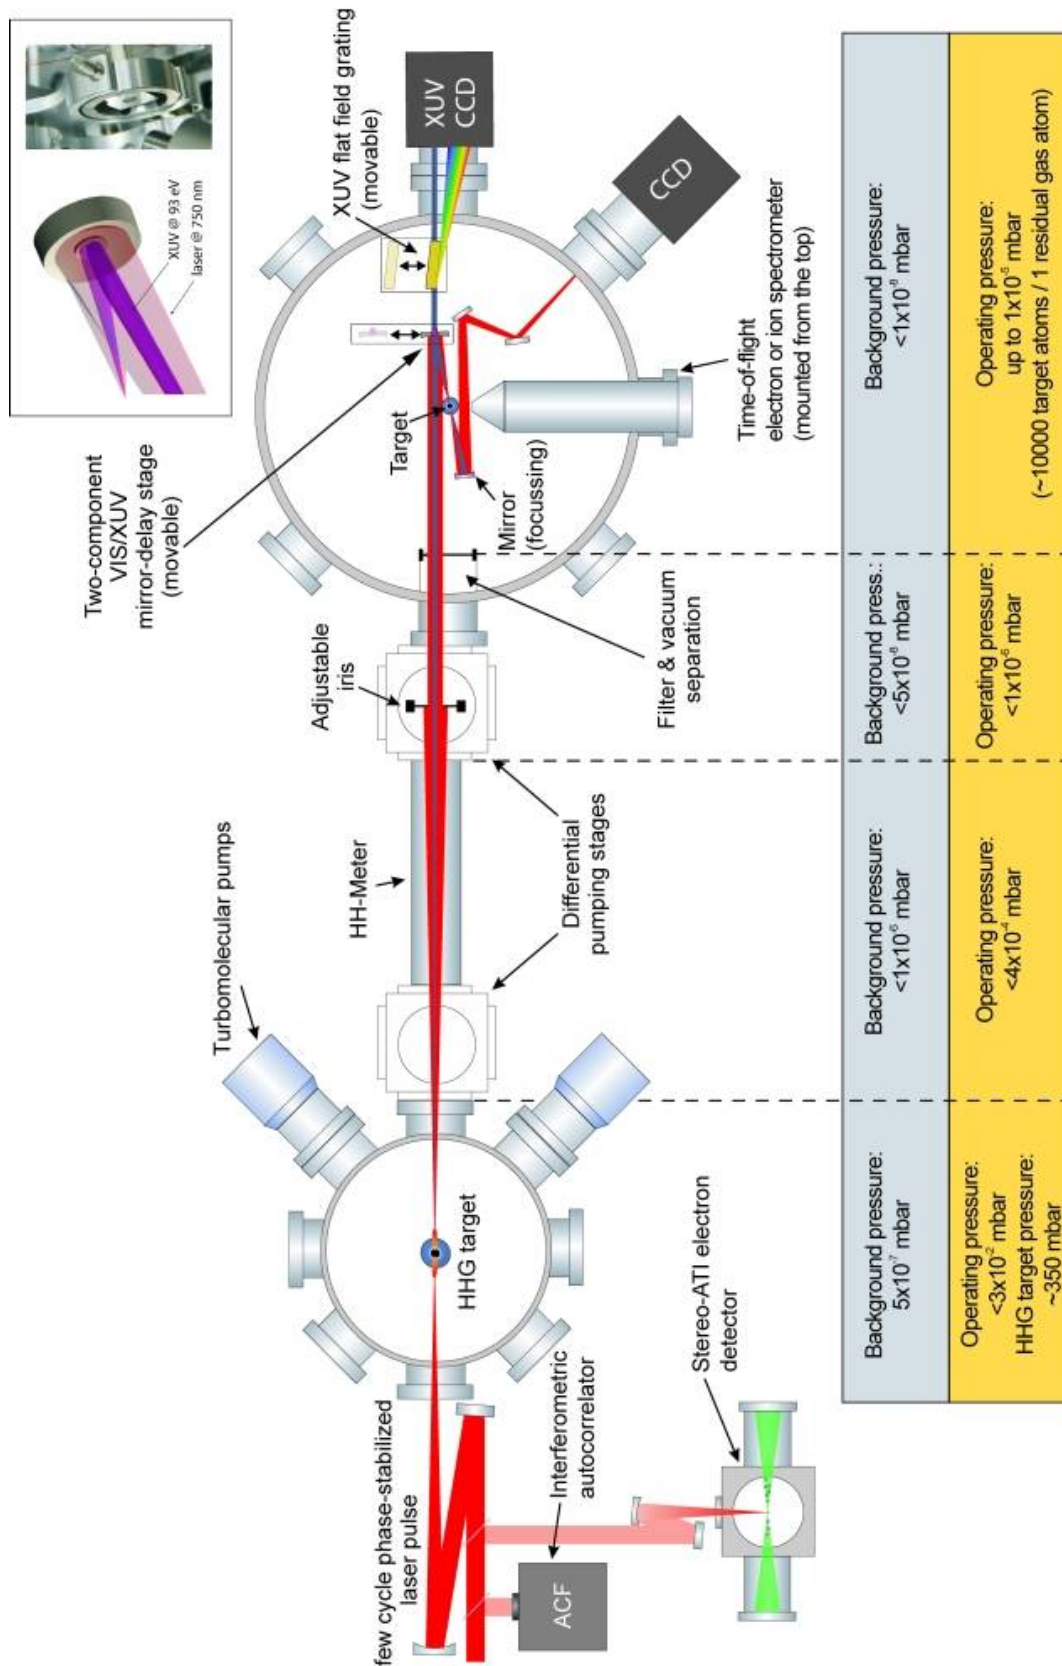 few cycle phase-stabilized
laser pulse
ACF
Interferometric
autocorrelator
Stereo-ATI electron
detector
HHG target
Turbomolecular pumps
HH-Meter
Differential
pumping stages
Adjustable
iris
Filter & vacuum
separation
Two-component
VIS/XUV
mirror-delay stage
(movable)
Target
Mirror
(focussing)
Time-of-flight
electron or ion spectrometer
(mounted from the top)
XUV flat field grating
(movable)
XUV
CCD
CCD
XUV @ 93 eV
laser @ 750 nm
Background pressure:
5x10⁻⁷ mbar
Background pressure:
<1x10⁻⁶ mbar
Background press.:
<5x10⁻⁸ mbar
Background pressure:
<1x10⁻⁸ mbar
Operating pressure:
<3x10⁻² mbar
HHG target pressure:
~350 mbar
Operating pressure:
<4x10⁻⁴ mbar
Operating pressure:
<1x10⁻⁶ mbar
Operating pressure:
up to 1x10⁻⁵ mbar
(~10000 target atoms / 1 residual gas atom)